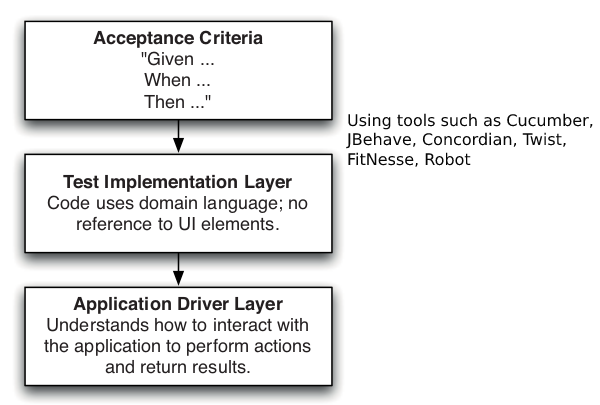 Acceptance Criteria
"Given ...
When ...
Then ..."
Using tools such as Cucumber,
JBehave, Concordian, Twist,
FitNesse, Robot
Test Implementation Layer
Code uses domain language; no
reference to UI elements.
Application Driver Layer
Understands how to interact with
the application to perform actions
and return results.